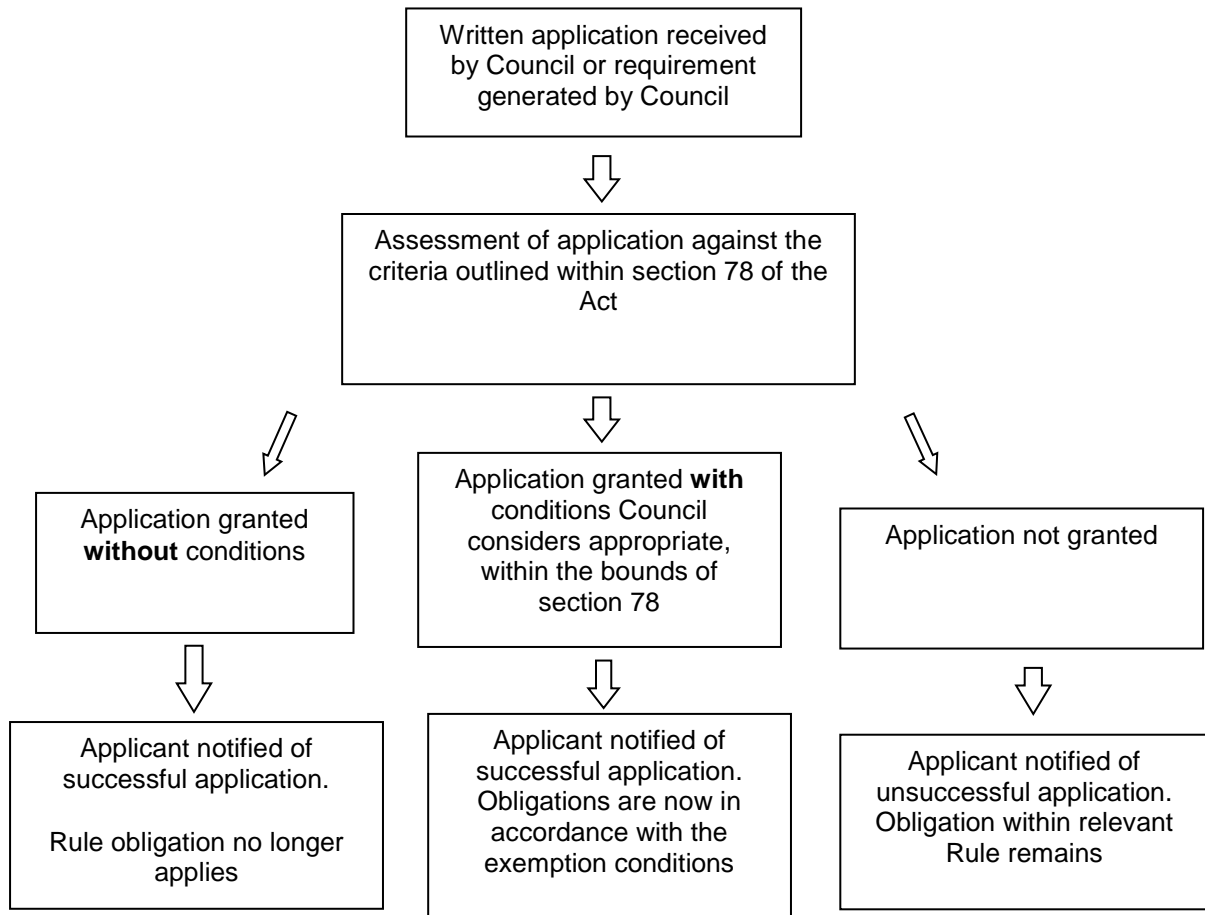 Written application received
by Council or requirement
generated by Council
Assessment of application against the
criteria outlined within section 78 of the
Act
Application granted
without conditions
Application granted with
conditions Council
considers appropriate,
within the bounds of
section 78
Application not granted
Applicant notified of
successful application.
Rule obligation no longer
applies
Applicant notified of
successful application.
Obligations are now in
accordance with the
exemption conditions
Applicant notified of
unsuccessful application.
Obligation within relevant
Rule remains